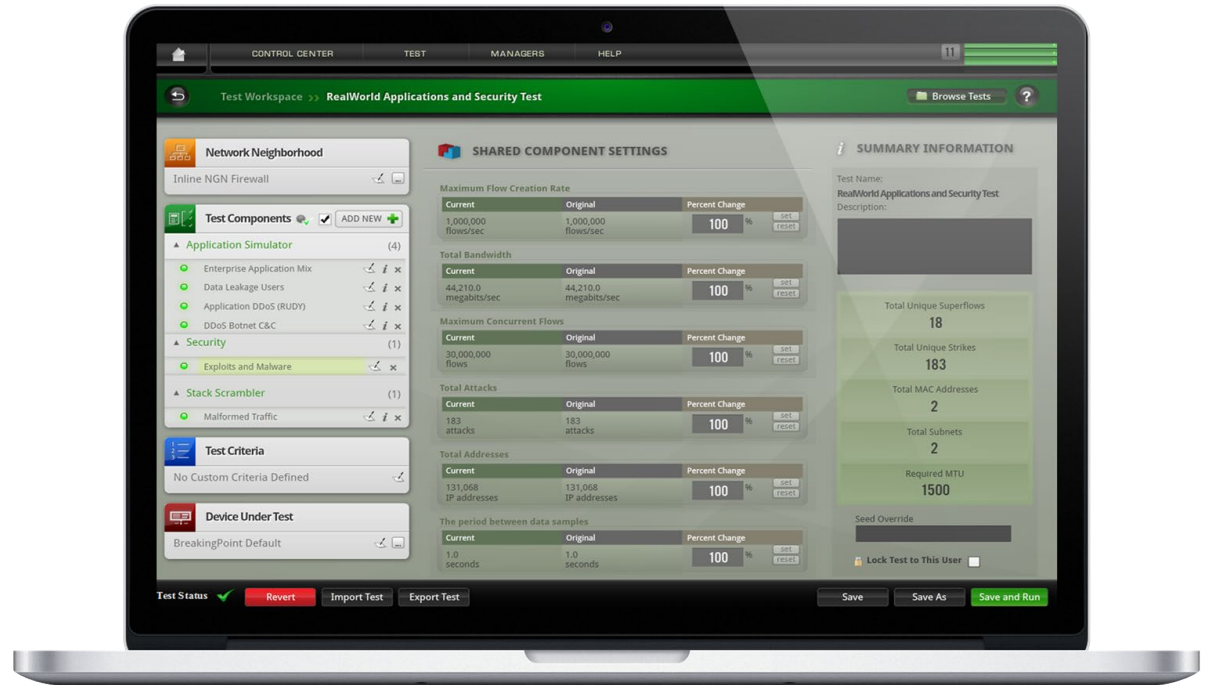 CONTROL CENTER TEST MANAGERS HELP 11
Test Workspace >> RealWorld Applications and Security Test Browse Tests ?
Network Neighborhood
Inline NGN Firewall
Test Components ADD NEW
Application Simulator (4)
Enterprise Application Mix i x
Data Leakage Users i x
Application DDoS (RUDY) i x
DDoS Botnet C&C i x
Security (1)
Exploits and Malware x
Stack Scrambler (1)
Malformed Traffic i x
1
2
3
Test Criteria
No Custom Criteria Defined
Device Under Test
BreakingPoint Default
SHARED COMPONENT SETTINGS
Maximum Flow Creation Rate
Current Original Percent Change
1,000,000 1,000,000 100 % set
flows/sec flows/sec reset
Total Bandwidth
Current Original Percent Change
44,210.0 44,210.0 100 % set
megabits/sec megabits/sec reset
Maximum Concurrent Flows
Current Original Percent Change
30,000,000 30,000,000 100 % set
flows flows reset
Total Attacks
Current Original Percent Change
183 183 100 % set
attacks attacks reset
Total Addresses
Current Original Percent Change
131,068 131,068 100 % set
IP addresses IP addresses reset
The period between data samples
Current Original Percent Change
1.0 1.0 100 % set
seconds seconds reset
i SUMMARY INFORMATION
Test Name:
RealWorld Applications and Security Test
Description:
Total Unique Superflows
18
Total Unique Strikes
183
Total MAC Addresses
2
Total Subnets
2
Required MTU
1500
Seed Override
Lock Test to This User
Test Status Revert Import Test Export Test Save Save As Save and Run